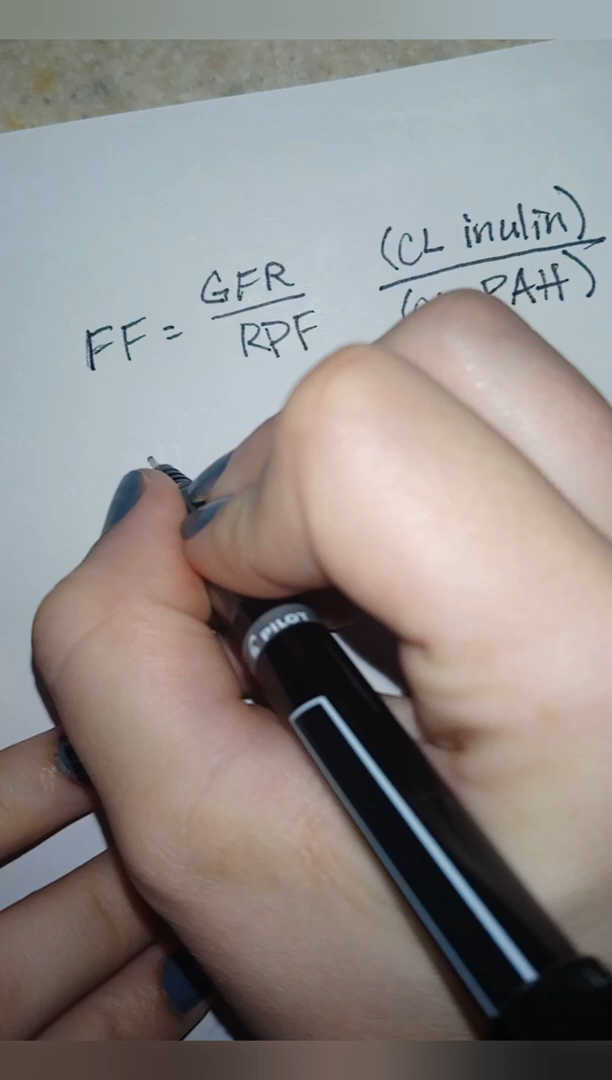 FF = GFR / RPF (CL inulin) / PAH)
PILOT